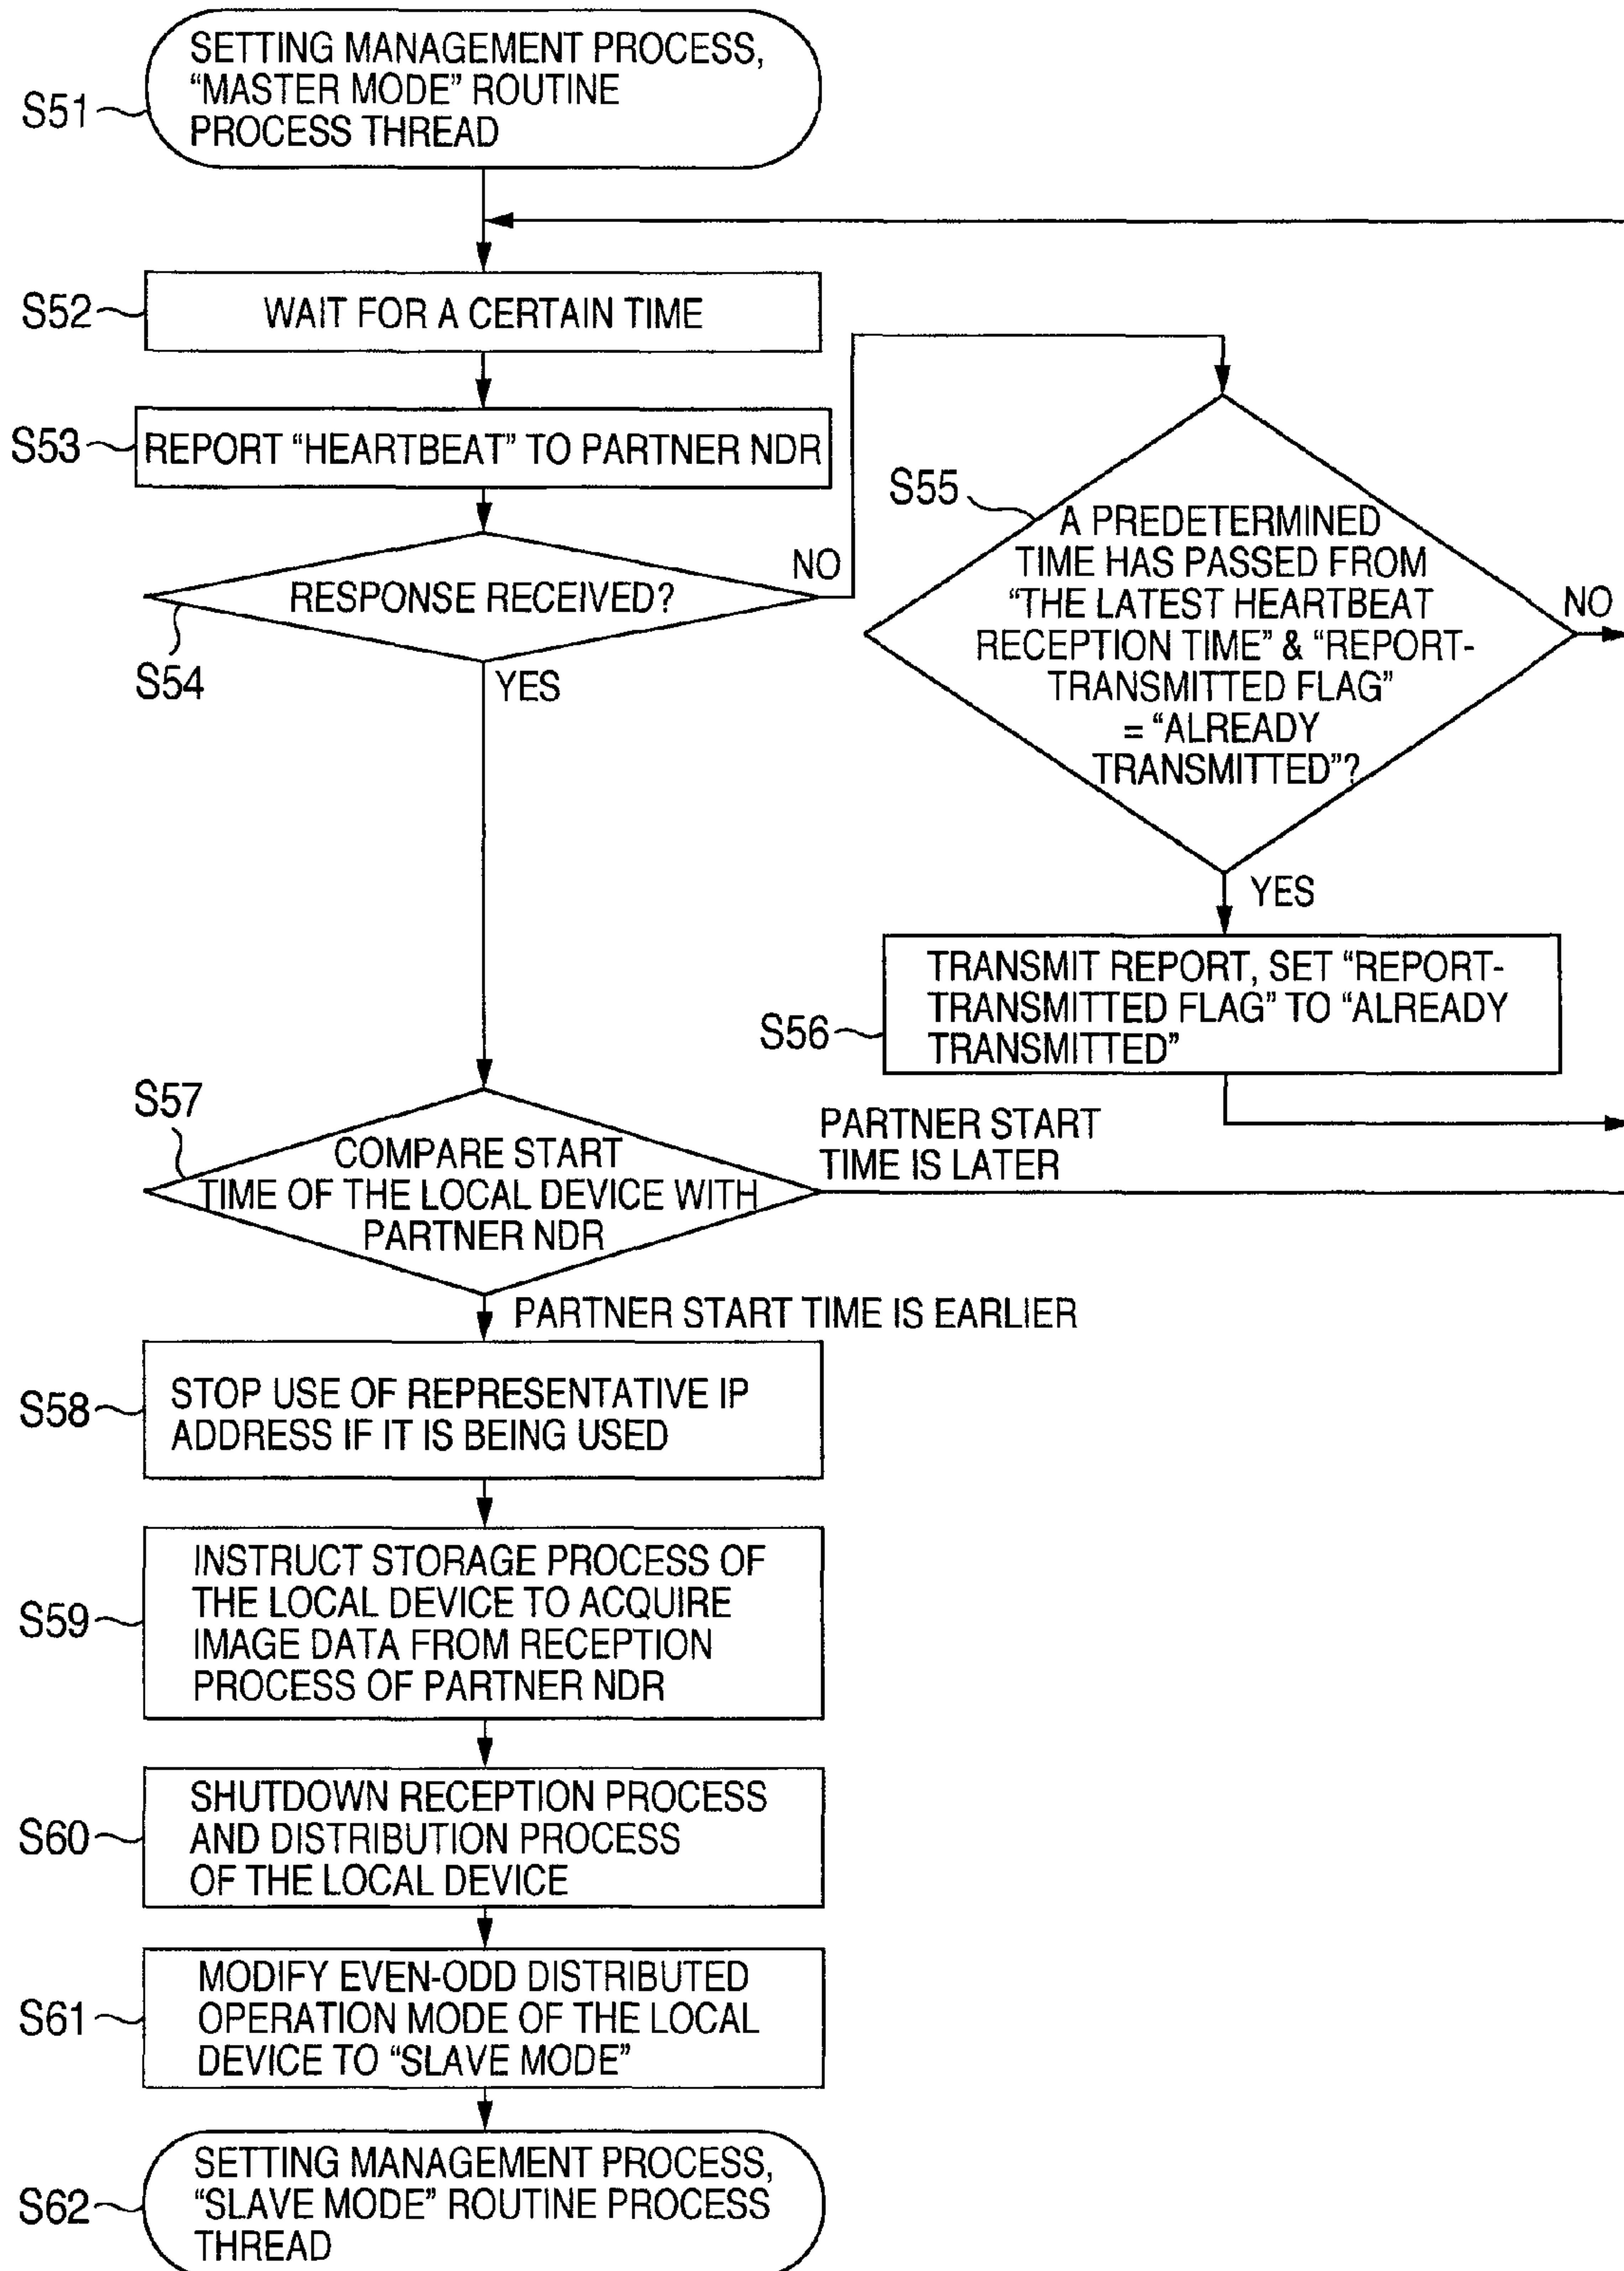 S51
SETTING MANAGEMENT PROCESS,
“MASTER MODE” ROUTINE
PROCESS THREAD
S52
WAIT FOR A CERTAIN TIME
S53
REPORT “HEARTBEAT” TO PARTNER NDR
S54
RESPONSE RECEIVED?
NO
YES
S55
A PREDETERMINED
TIME HAS PASSED FROM
“THE LATEST HEARTBEAT
RECEPTION TIME” & “REPORT-
TRANSMITTED FLAG”
= “ALREADY
TRANSMITTED”?
NO
YES
S56
TRANSMIT REPORT, SET “REPORT-
TRANSMITTED FLAG” TO “ALREADY
TRANSMITTED”
S57
COMPARE START
TIME OF THE LOCAL DEVICE WITH
PARTNER NDR
PARTNER START
TIME IS LATER
PARTNER START TIME IS EARLIER
S58
STOP USE OF REPRESENTATIVE IP
ADDRESS IF IT IS BEING USED
S59
INSTRUCT STORAGE PROCESS OF
THE LOCAL DEVICE TO ACQUIRE
IMAGE DATA FROM RECEPTION
PROCESS OF PARTNER NDR
S60
SHUTDOWN RECEPTION PROCESS
AND DISTRIBUTION PROCESS
OF THE LOCAL DEVICE
S61
MODIFY EVEN-ODD DISTRIBUTED
OPERATION MODE OF THE LOCAL
DEVICE TO “SLAVE MODE”
S62
SETTING MANAGEMENT PROCESS,
“SLAVE MODE” ROUTINE PROCESS
THREAD